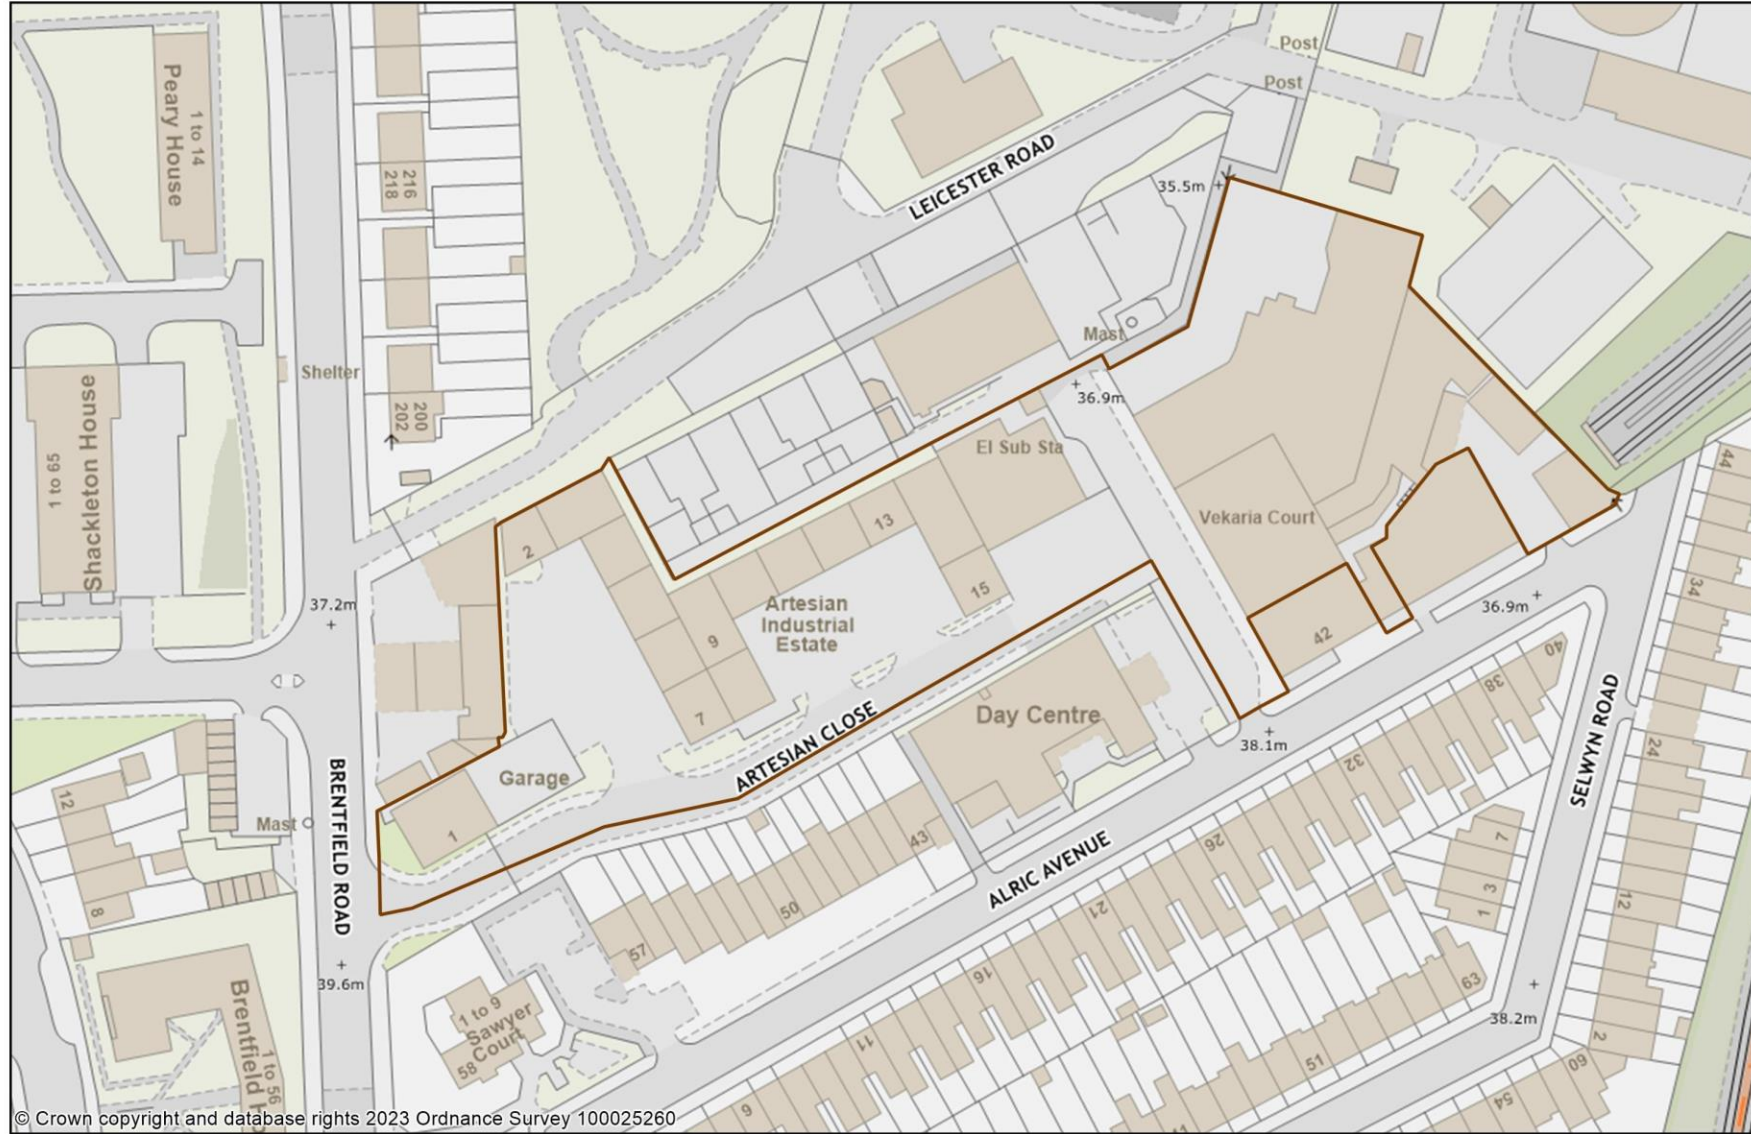 Post
Post
Peary House
1 to 14
216
218
LEICESTER ROAD
35.5m
Shelter
Mast
200
202
36.9m
Shackleton House
1 to 65
El Sub Sta
44
13
Vekaria Court
2
34
37.2m
15
Artesian
Industrial
Estate
36.9m
9
42
40
38
SELWYN ROAD
7
Day Centre
ARTESIAN CLOSE
38.1m
24
32
Garage
BRENTFIELD ROAD
12
Mast
1
43
26
7
ALRIC AVENUE
3
1
12
8
50
21
57
39.6m
16
63
1 to 9
Sawyer
Court
58
38.2m
2
11
51
60
Brentfield H
1 to 56
6
54
41
© Crown copyright and database rights 2023 Ordnance Survey 100025260